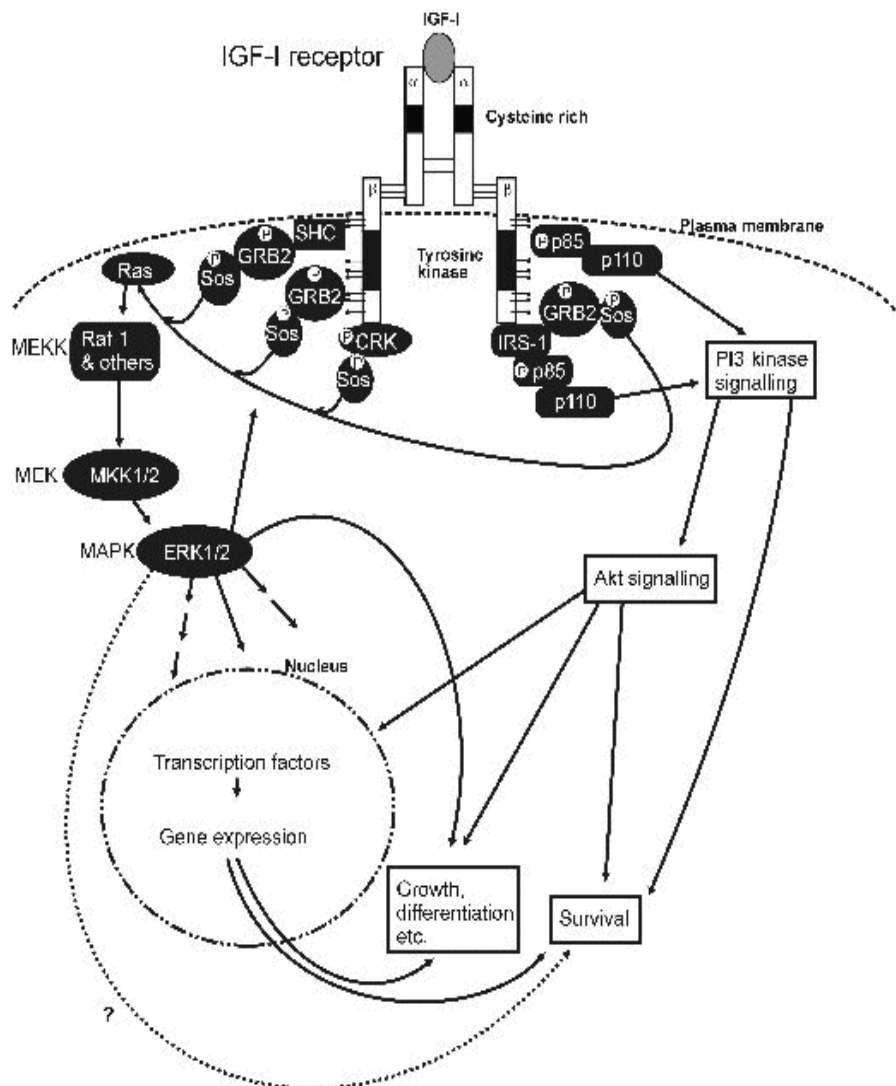 IGF-I
IGF-I receptor
α
α
Cysteine rich
β
β
Plasma membrane
SHC
P
GRB2
P
Sos
Ras
Tyrosine
kinase
P
p85
p110
GRB2
Sos
P
GRB2
P
Sos
MEKK
Raf 1
& others
P
CRK
P
Sos
IRS-1
P
p85
p110
PI3 kinase
signalling
MEK
MKK1/2
MAPK
ERK1/2
Akt signalling
Nucleus
Transcription factors
Gene expression
Growth,
differentiation
etc.
Survival
?